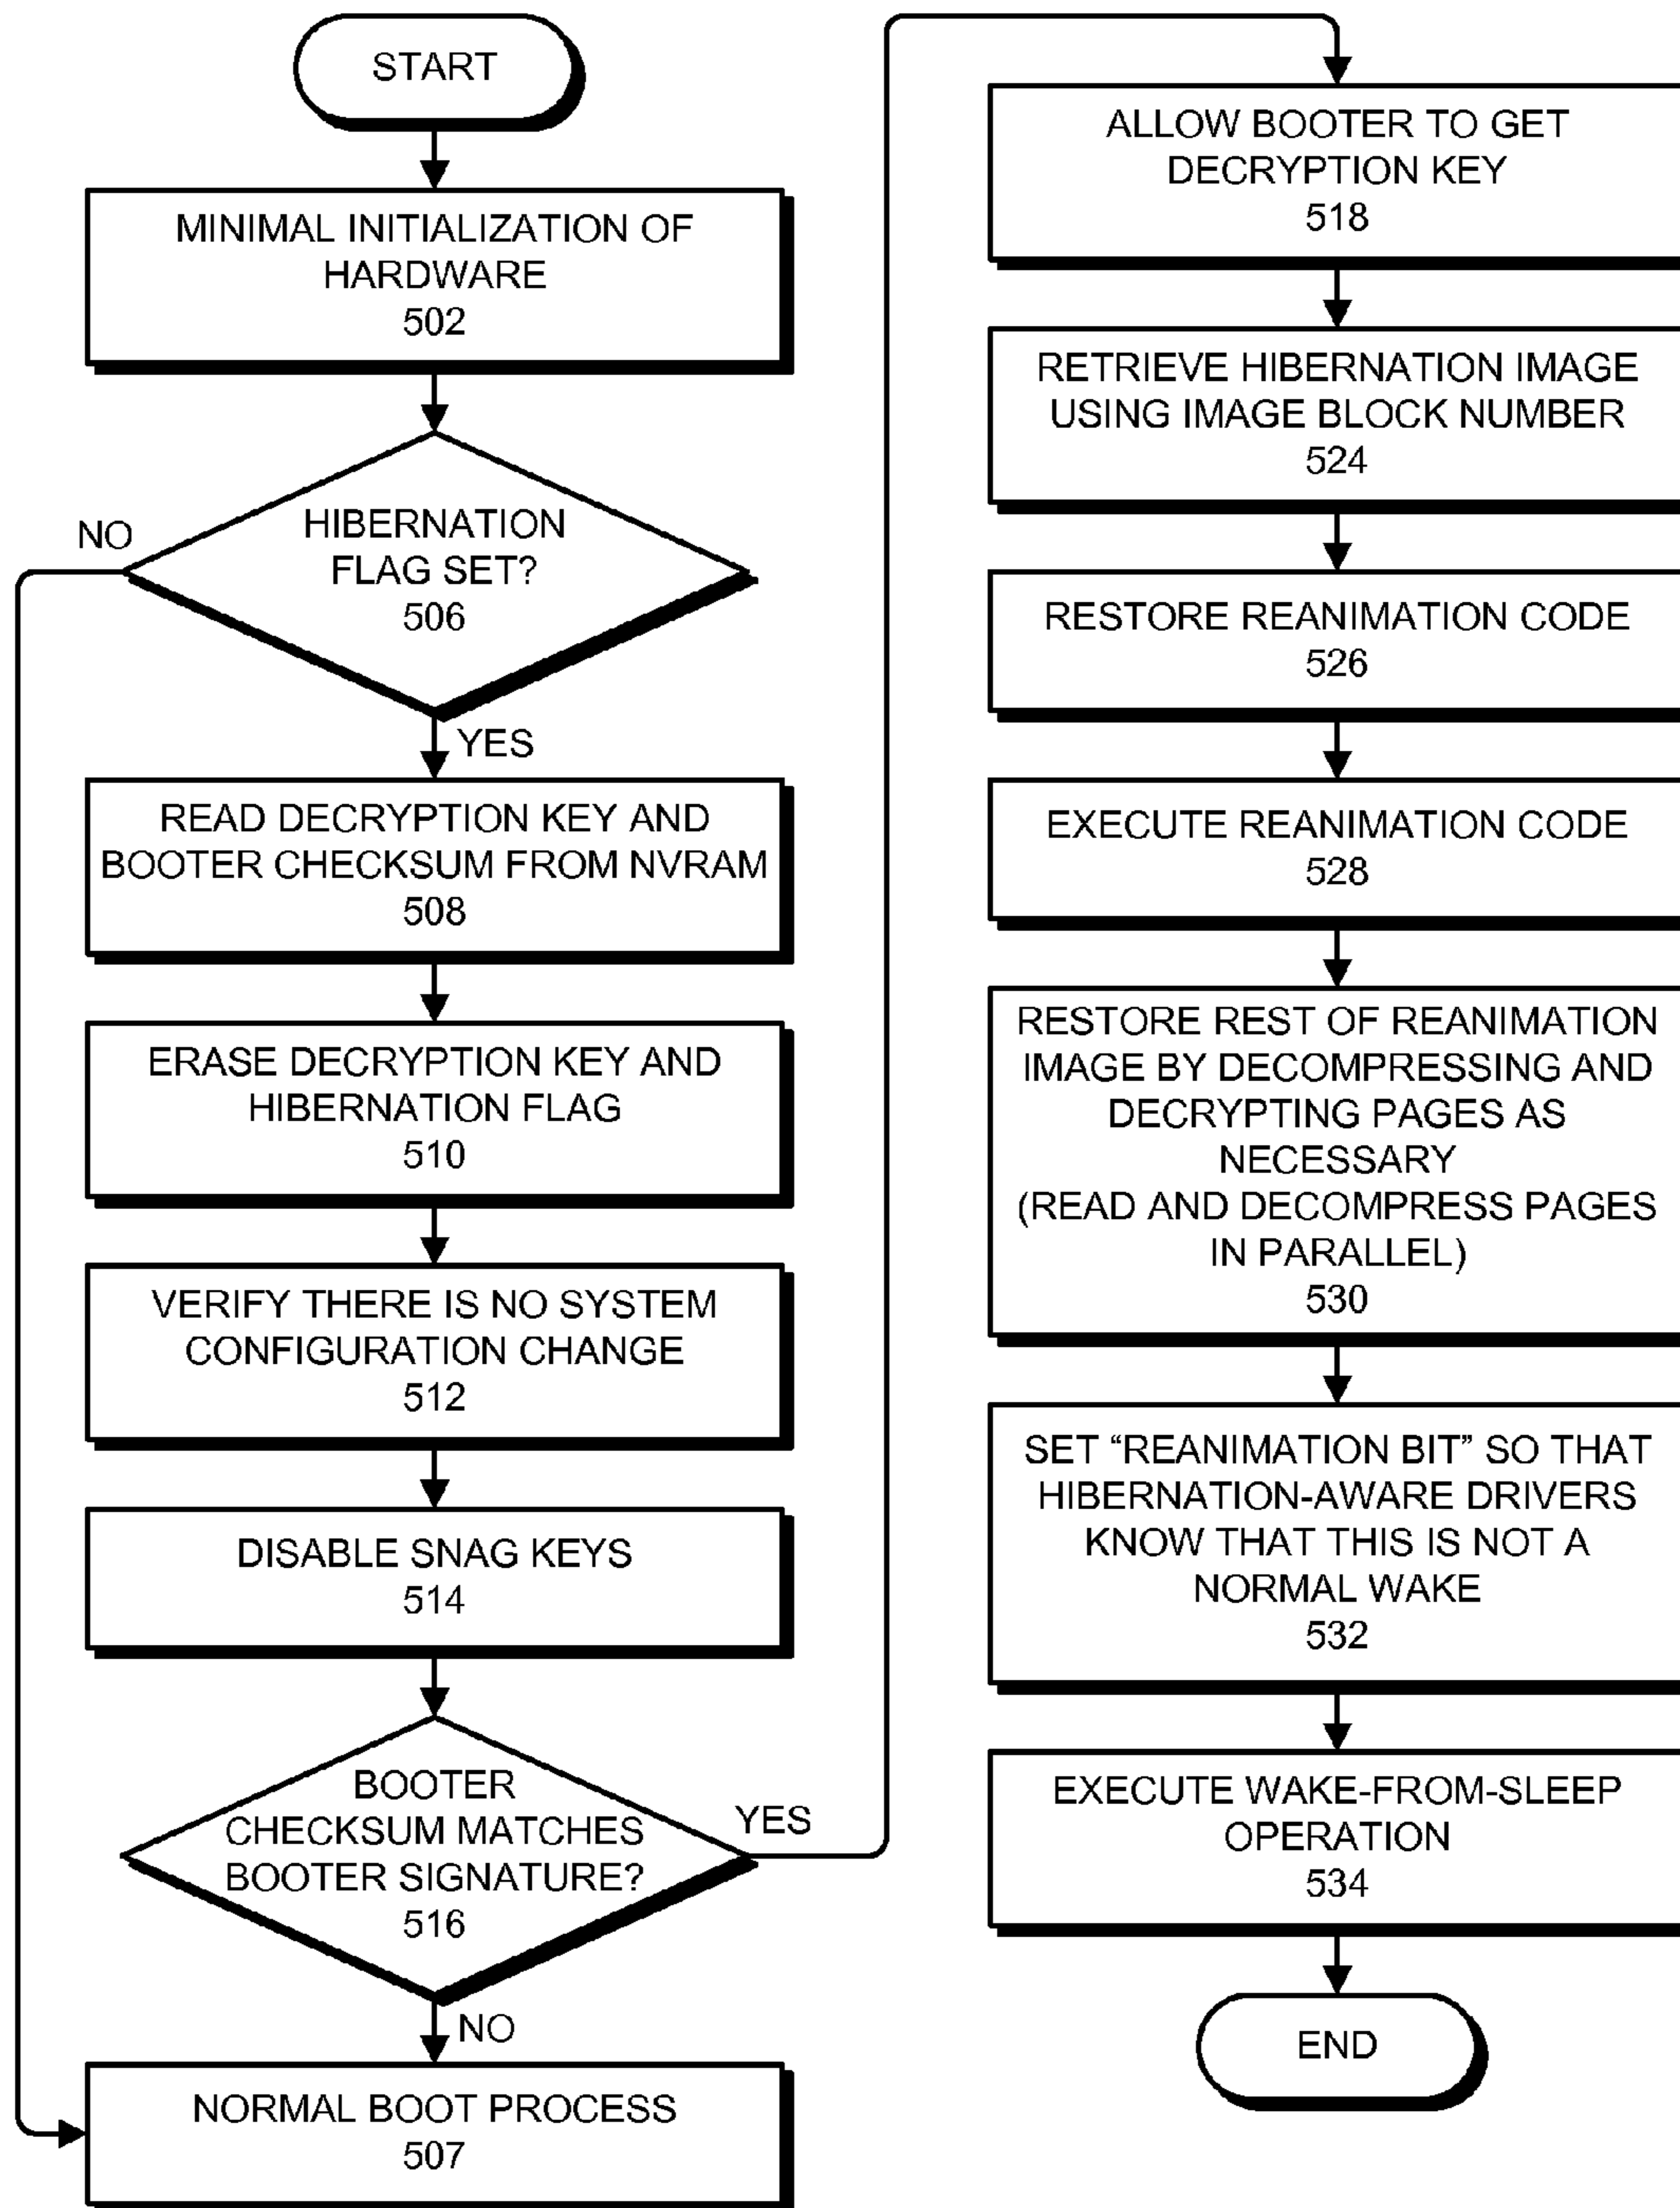 START
MINIMAL INITIALIZATION OF
HARDWARE
502
HIBERNATION
FLAG SET?
506
NO
YES
READ DECRYPTION KEY AND
BOOTER CHECKSUM FROM NVRAM
508
ERASE DECRYPTION KEY AND
HIBERNATION FLAG
510
VERIFY THERE IS NO SYSTEM
CONFIGURATION CHANGE
512
DISABLE SNAG KEYS
514
BOOTER
CHECKSUM MATCHES
BOOTER SIGNATURE?
516
YES
NO
NORMAL BOOT PROCESS
507
ALLOW BOOTER TO GET
DECRYPTION KEY
518
RETRIEVE HIBERNATION IMAGE
USING IMAGE BLOCK NUMBER
524
RESTORE REANIMATION CODE
526
EXECUTE REANIMATION CODE
528
RESTORE REST OF REANIMATION
IMAGE BY DECOMPRESSING AND
DECRYPTING PAGES AS
NECESSARY
(READ AND DECOMPRESS PAGES
IN PARALLEL)
530
SET “REANIMATION BIT” SO THAT
HIBERNATION-AWARE DRIVERS
KNOW THAT THIS IS NOT A
NORMAL WAKE
532
EXECUTE WAKE-FROM-SLEEP
OPERATION
534
END